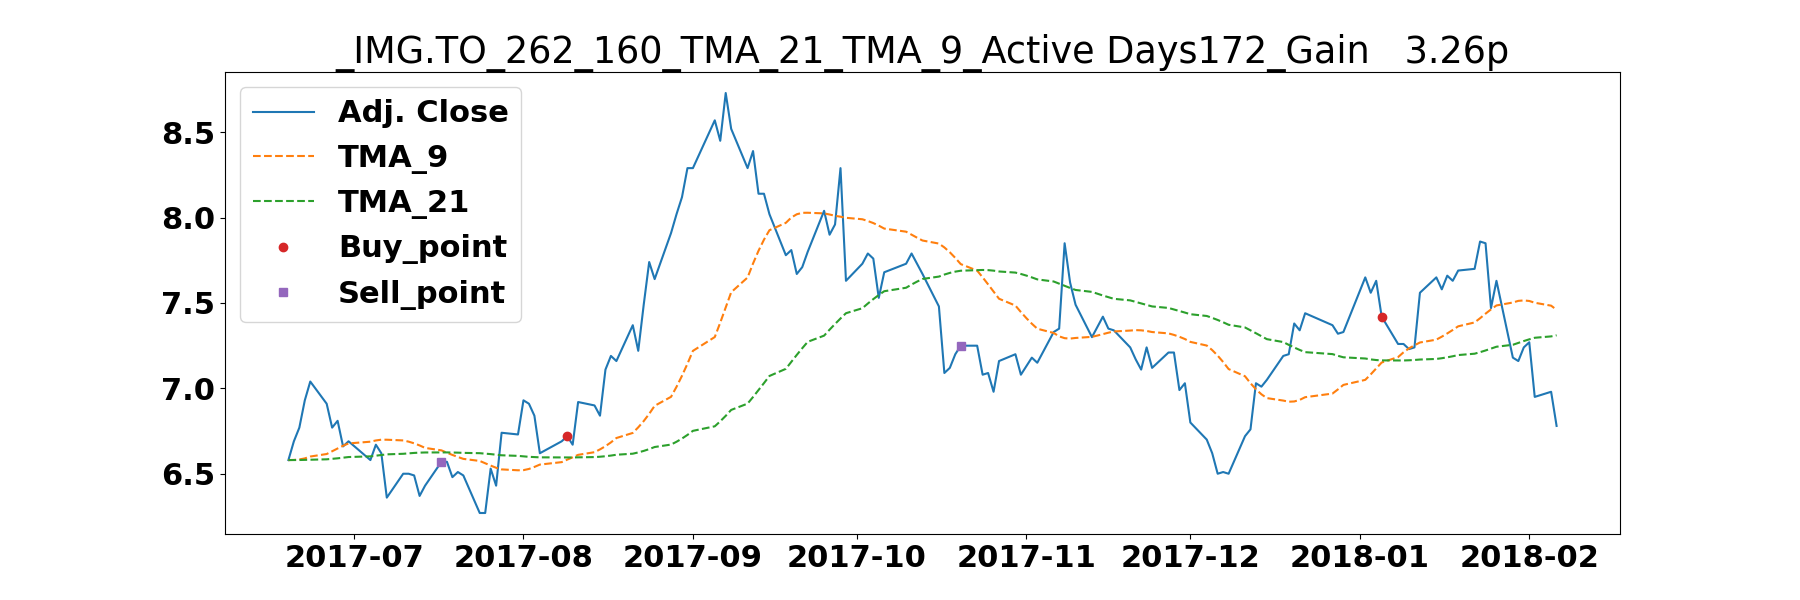 _IMG.TO_262_160_TMA_21_TMA_9_Active Days172_Gain   3.26p
Adj. Close
TMA_9
TMA_21
Buy_point
Sell_point
8.5
8.0
7.5
7.0
6.5
2017-07 2017-08 2017-09 2017-10 2017-11 2017-12 2018-01 2018-02